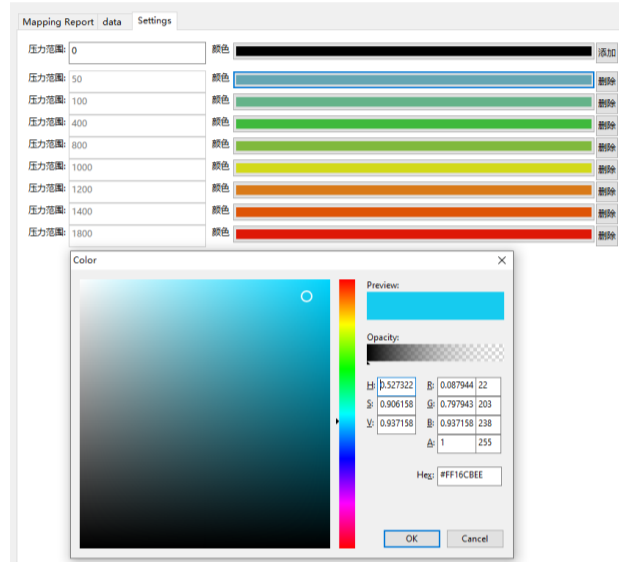 Mapping Report data Settings
压力范围: 0 颜色 添加
压力范围: 50 颜色 删除
压力范围: 100 颜色 删除
压力范围: 400 颜色 删除
压力范围: 800 颜色 删除
压力范围: 1000 颜色 删除
压力范围: 1200 颜色 删除
压力范围: 1400 颜色 删除
压力范围: 1800 颜色 删除
Color
Preview:
Opacity:
H: 0.527322 R: 0.087944 22
S: 0.906158 G: 0.797943 203
V: 0.937158 B: 0.937158 238
A: 1 255
Hex: #FF16CBEE
OK Cancel